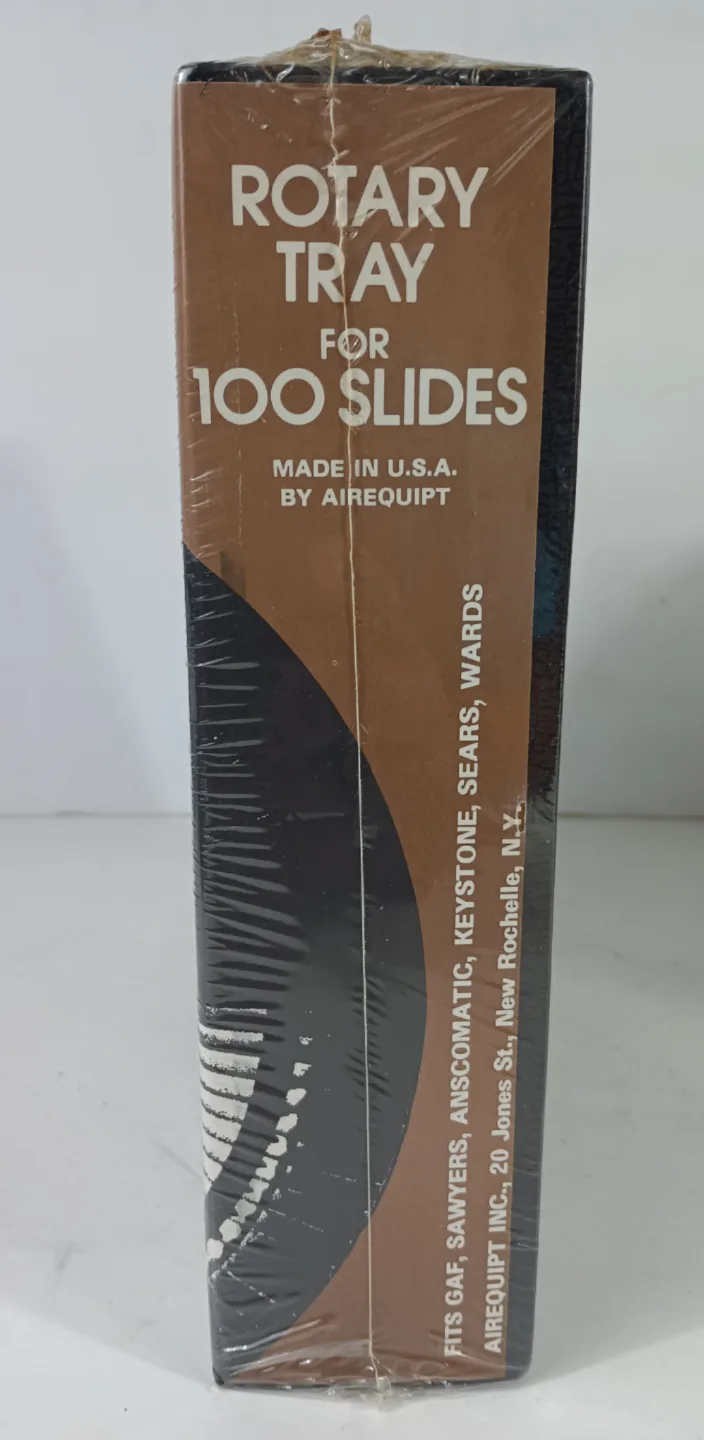 ROTARY
TRAY
FOR
100 SLIDES
MADE IN U.S.A.
BY AIREQUIPT
FITS GAF, SAWYERS, ANSCOMATIC, KEYSTONE, SEARS, WARDS
AIREQUIPT INC., 20 Jones St., New Rochelle, N.Y.